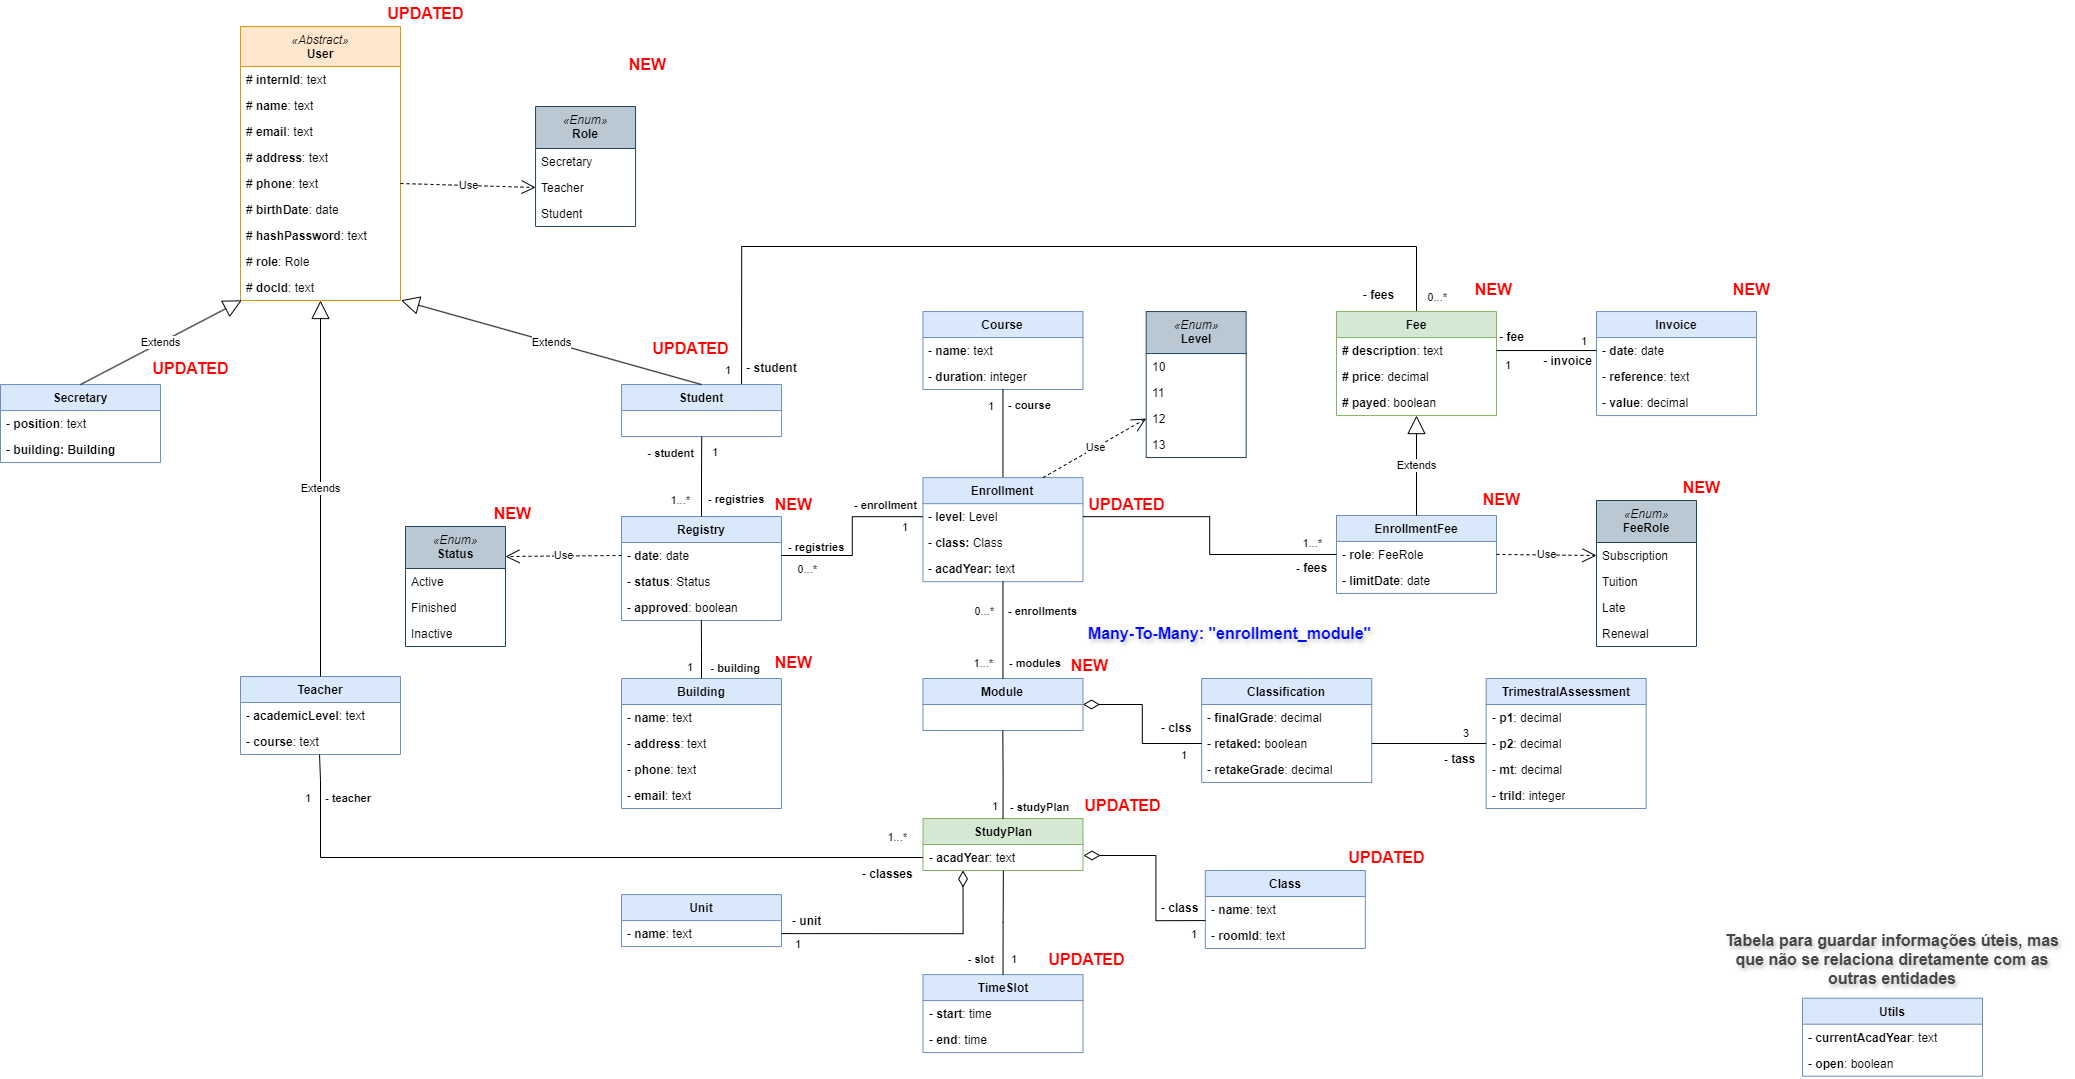 UPDATED
«Abstract»
User
# internId: text
# name: text
# email: text
# address: text
# phone: text
# birthDate: date
# hashPassword: text
# role: Role
# docId: text
NEW
«Enum»
Role
Secretary
Teacher
Student
Use
Extends
Extends
Extends
UPDATED
Secretary
- position: text
- building: Building
UPDATED
1
- student
Student
- student
1
1...*
- registries
NEW
Registry
- date: date
- status: Status
- approved: boolean
Use
NEW
«Enum»
Status
Active
Finished
Inactive
1
- building
NEW
Building
- name: text
- address: text
- phone: text
- email: text
Teacher
- academicLevel: text
- course: text
1
- teacher
Course
- name: text
- duration: integer
1
- course
«Enum»
Level
10
11
12
13
Use
- enrollment
1
- registries
0...*
Enrollment
- level: Level
- class: Class
- acadYear: text
UPDATED
- fees
0...*
NEW
Fee
# description: text
# price: decimal
# payed: boolean
- fee
1
1
- invoice
NEW
Invoice
- date: date
- reference: text
- value: decimal
Extends
NEW
1...*
- fees
EnrollmentFee
- role: FeeRole
- limitDate: date
Use
NEW
«Enum»
FeeRole
Subscription
Tuition
Late
Renewal
0...*
- enrollments
Many-To-Many: "enrollment_module"
1...*
- modules
NEW
Module
- clss
1
Classification
- finalGrade: decimal
- retaked: boolean
- retakeGrade: decimal
3
- tass
TrimestralAssessment
- p1: decimal
- p2: decimal
- mt: decimal
- triId: integer
1
- studyPlan
UPDATED
1...*
- classes
StudyPlan
- acadYear: text
Unit
- name: text
- unit
1
UPDATED
- class
1
Class
- name: text
- roomId: text
- slot
1
UPDATED
TimeSlot
- start: time
- end: time
Tabela para guardar informações úteis, mas
que não se relaciona diretamente com as
outras entidades
Utils
- currentAcadYear: text
- open: boolean